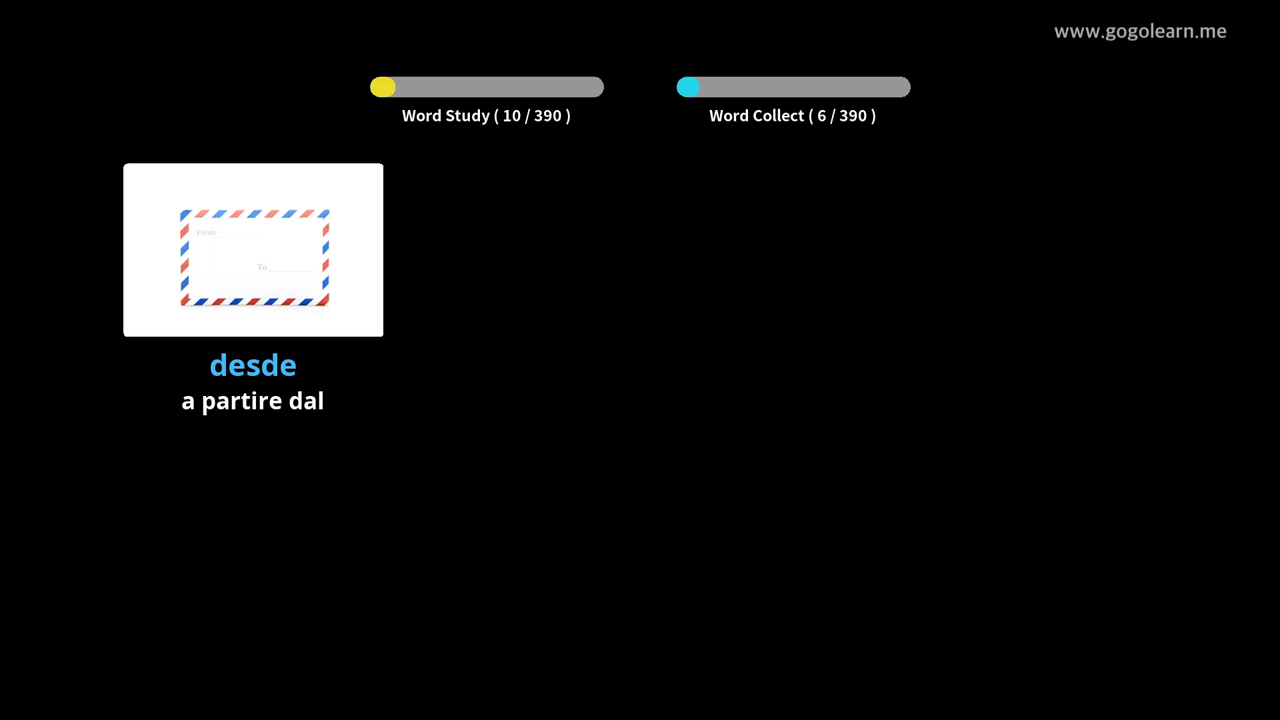 www.gogolearn.me
Word Study ( 10 / 390 )
Word Collect ( 6 / 390 )
From
To
desde
a partire dal